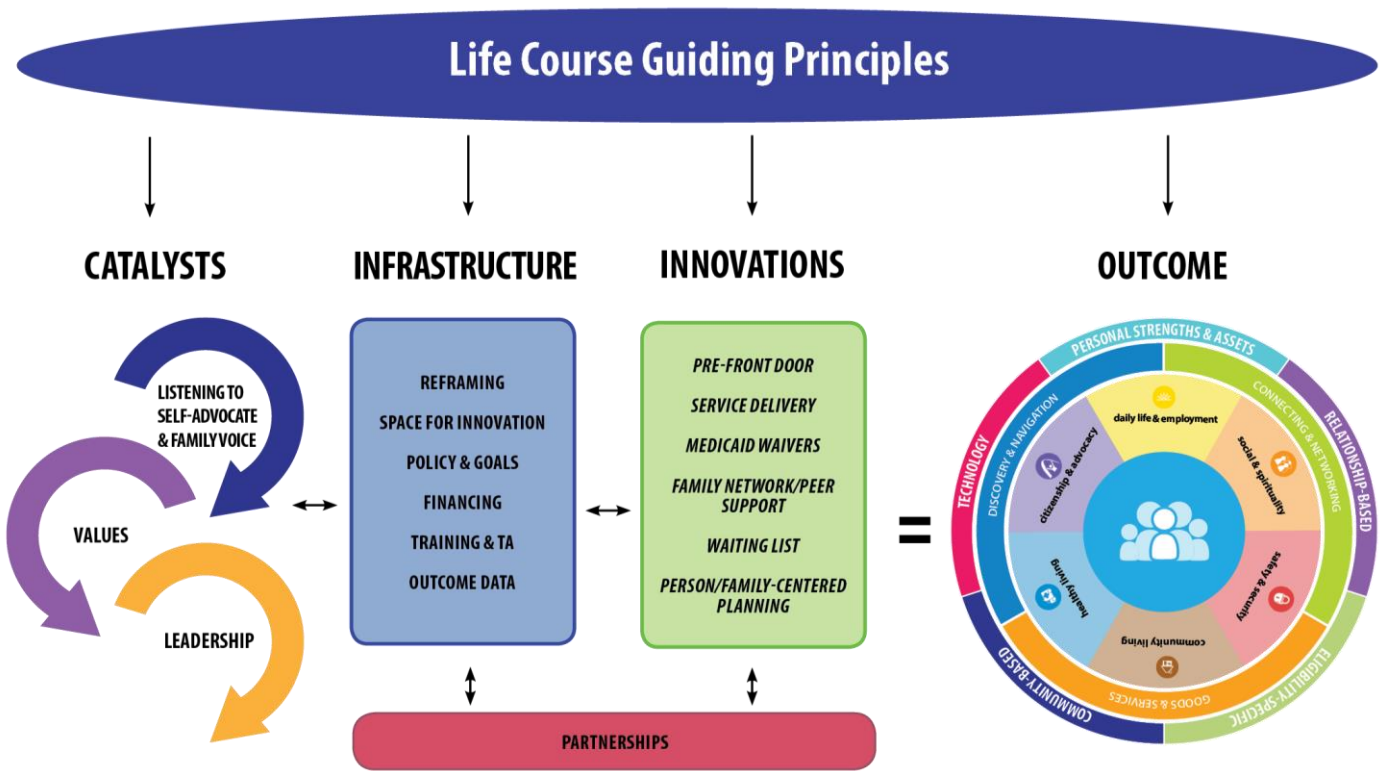 Life Course Guiding Principles
CATALYSTS
LISTENING TO
SELF-ADVOCATE
& FAMILY VOICE
VALUES
LEADERSHIP
INFRASTRUCTURE
REFRAMING
SPACE FOR INNOVATION
POLICY & GOALS
FINANCING
TRAINING & TA
OUTCOME DATA
INNOVATIONS
PRE-FRONT DOOR
SERVICE DELIVERY
MEDICAID WAIVERS
FAMILY NETWORK/PEER
SUPPORT
WAITING LIST
PERSON/FAMILY-CENTERED
PLANNING
PARTNERSHIPS
=
OUTCOME
PERSONAL STRENGTHS & ASSETS
RELATIONSHIP-BASED
ELIGIBILITY-SPECIFIC
COMMUNITY-BASED
TECHNOLOGY
DISCOVERY & NAVIGATION
CONNECTING & NETWORKING
GOODS & SERVICES
daily life & employment
social & spirituality
safety & security
community living
healthy living
citizenship & advocacy